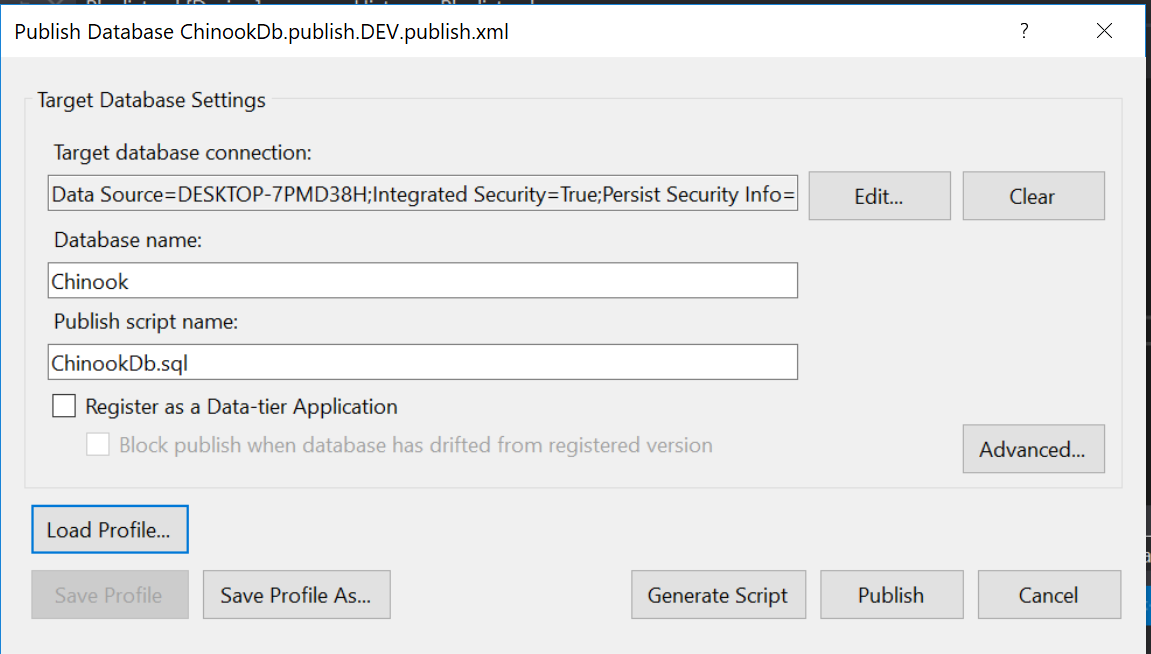 Publish Database ChinookDb.publish.DEV.publish.xml
?
Target Database Settings
Target database connection:
Data Source=DESKTOP-7PMD38H;Integrated Security=True;Persist Security Info=
Edit...
Clear
Database name:
Chinook
Publish script name:
ChinookDb.sql
Register as a Data-tier Application
Block publish when database has drifted from registered version
Advanced...
Load Profile...
Save Profile
Save Profile As...
Generate Script
Publish
Cancel